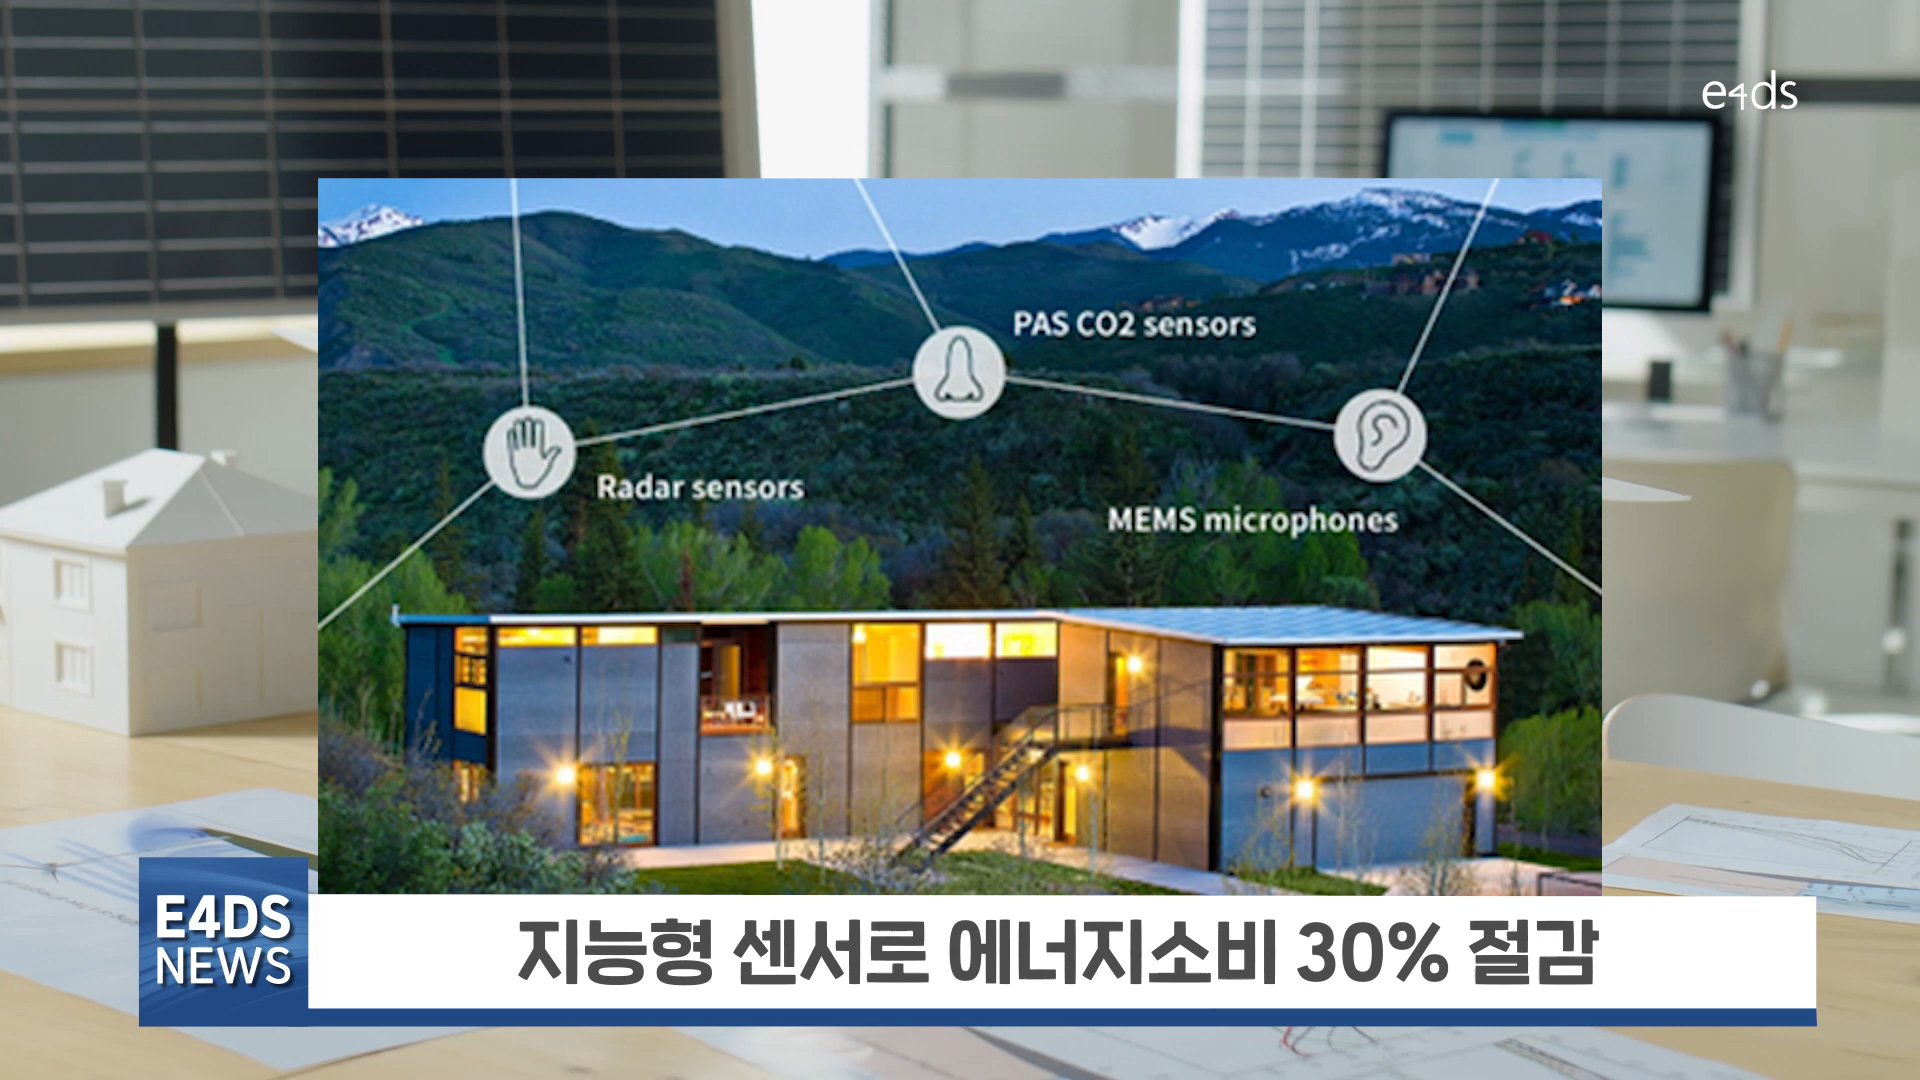 e4ds
PAS CO2 sensors
Radar sensors
MEMS microphones
E4DS
NEWS
지능형 센서로 에너지소비 30% 절감